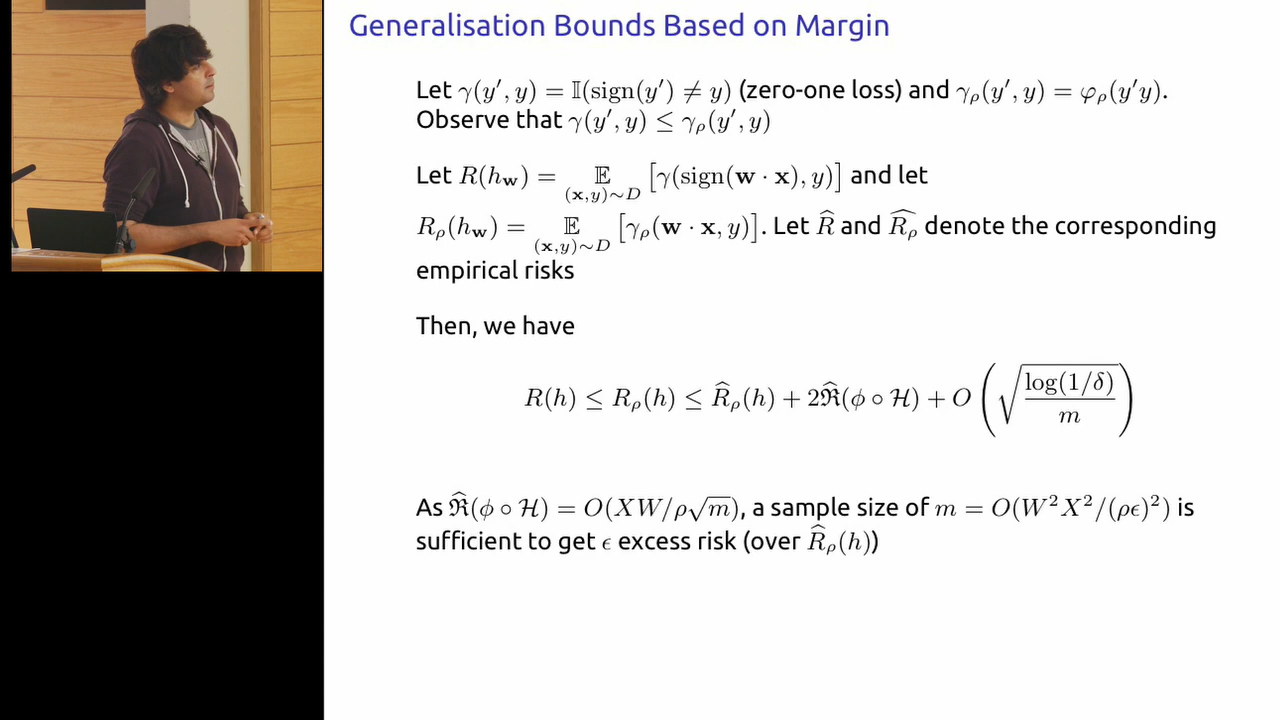 Generalisation Bounds Based on Margin
Let γ(y′, y) = 𝕀(sign(y′) ≠ y) (zero-one loss) and γ_ρ(y′, y) = φ_ρ(y′y).
Observe that γ(y′, y) ≤ γ_ρ(y′, y)
Let R(h_𝐰) = 𝔼_{(𝐱,y)∼D} [γ(sign(𝐰 · 𝐱), y)] and let
R_ρ(h_𝐰) = 𝔼_{(𝐱,y)∼D} [γ_ρ(𝐰 · 𝐱, y)]. Let R̂ and R̂_ρ denote the corresponding
empirical risks
Then, we have
R(h) ≤ R_ρ(h) ≤ R̂_ρ(h) + 2ℜ̂(ϕ ∘ ℋ) + O(√(log(1/δ)/m))
As ℜ̂(ϕ ∘ ℋ) = O(XW/ρ√m), a sample size of m = O(W²X²/(ρϵ)²) is
sufficient to get ϵ excess risk (over R̂_ρ(h))